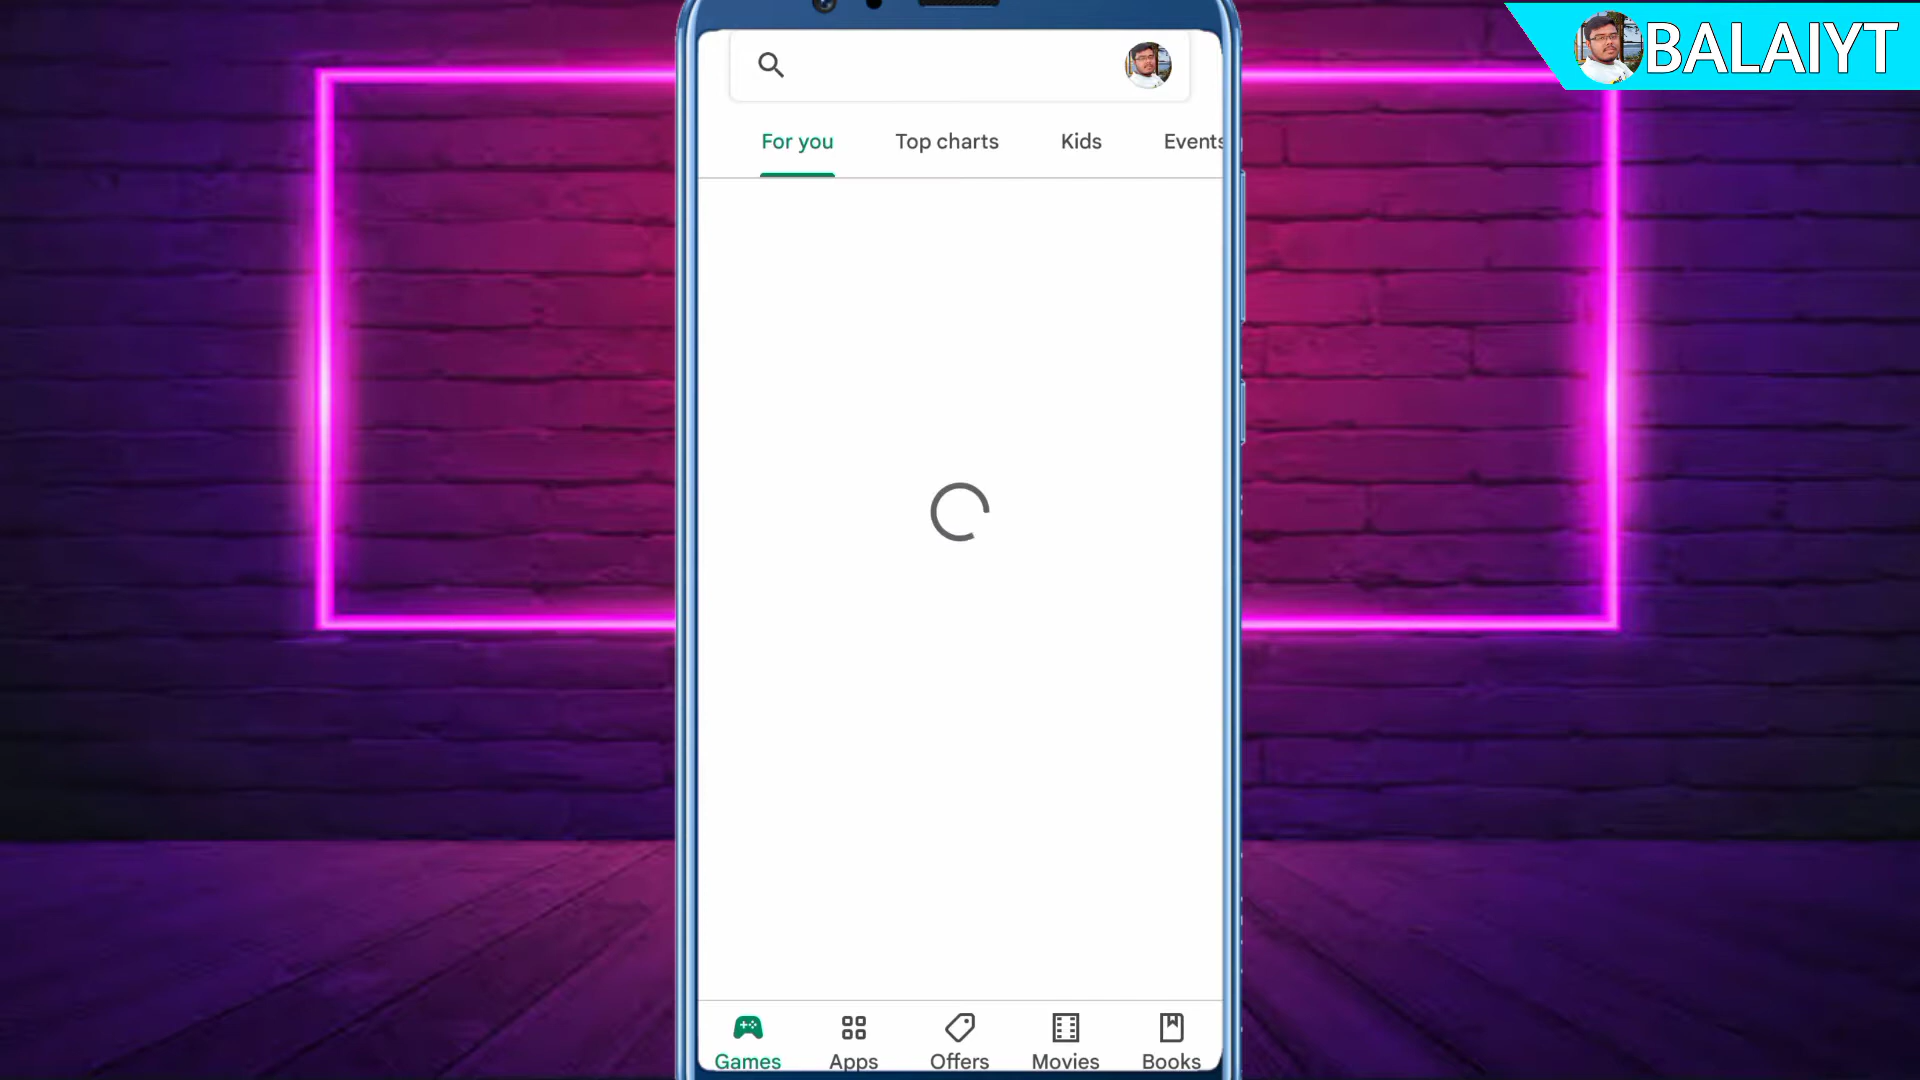 BALAIYT
For you
Top charts
Kids
Events
Games
Apps
Offers
Movies
Books